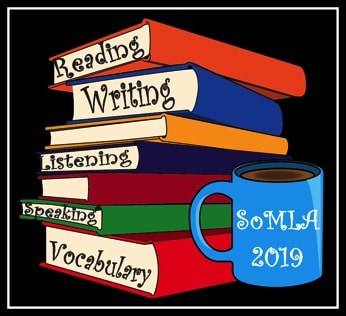 Reading
Writing
Listening
Speaking
Vocabulary
SoMLA
2019